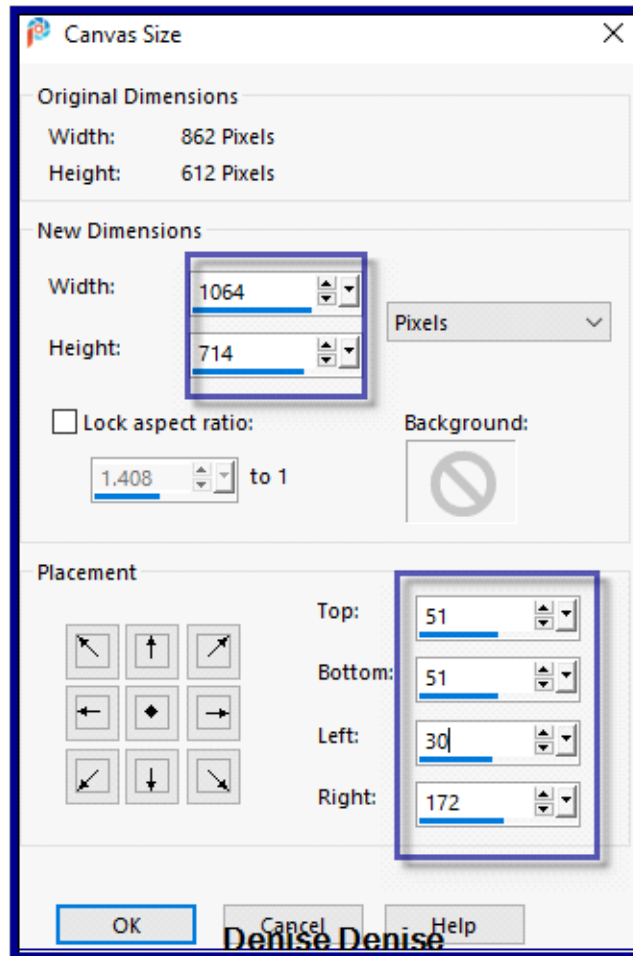 Canvas Size
Original Dimensions
Width: 862 Pixels
Height: 612 Pixels
New Dimensions
Width: 1064
Pixels
Height: 714
Lock aspect ratio: Background:
1.408 to 1
Placement
Top: 51
Bottom: 51
Left: 30
Right: 172
OK Cancel Help
Denise Denise